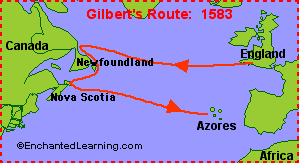 Gilbert's Route: 1583
Canada
England
Newfoundland
Nova Scotia
Azores
©EnchantedLearning.com
Africa